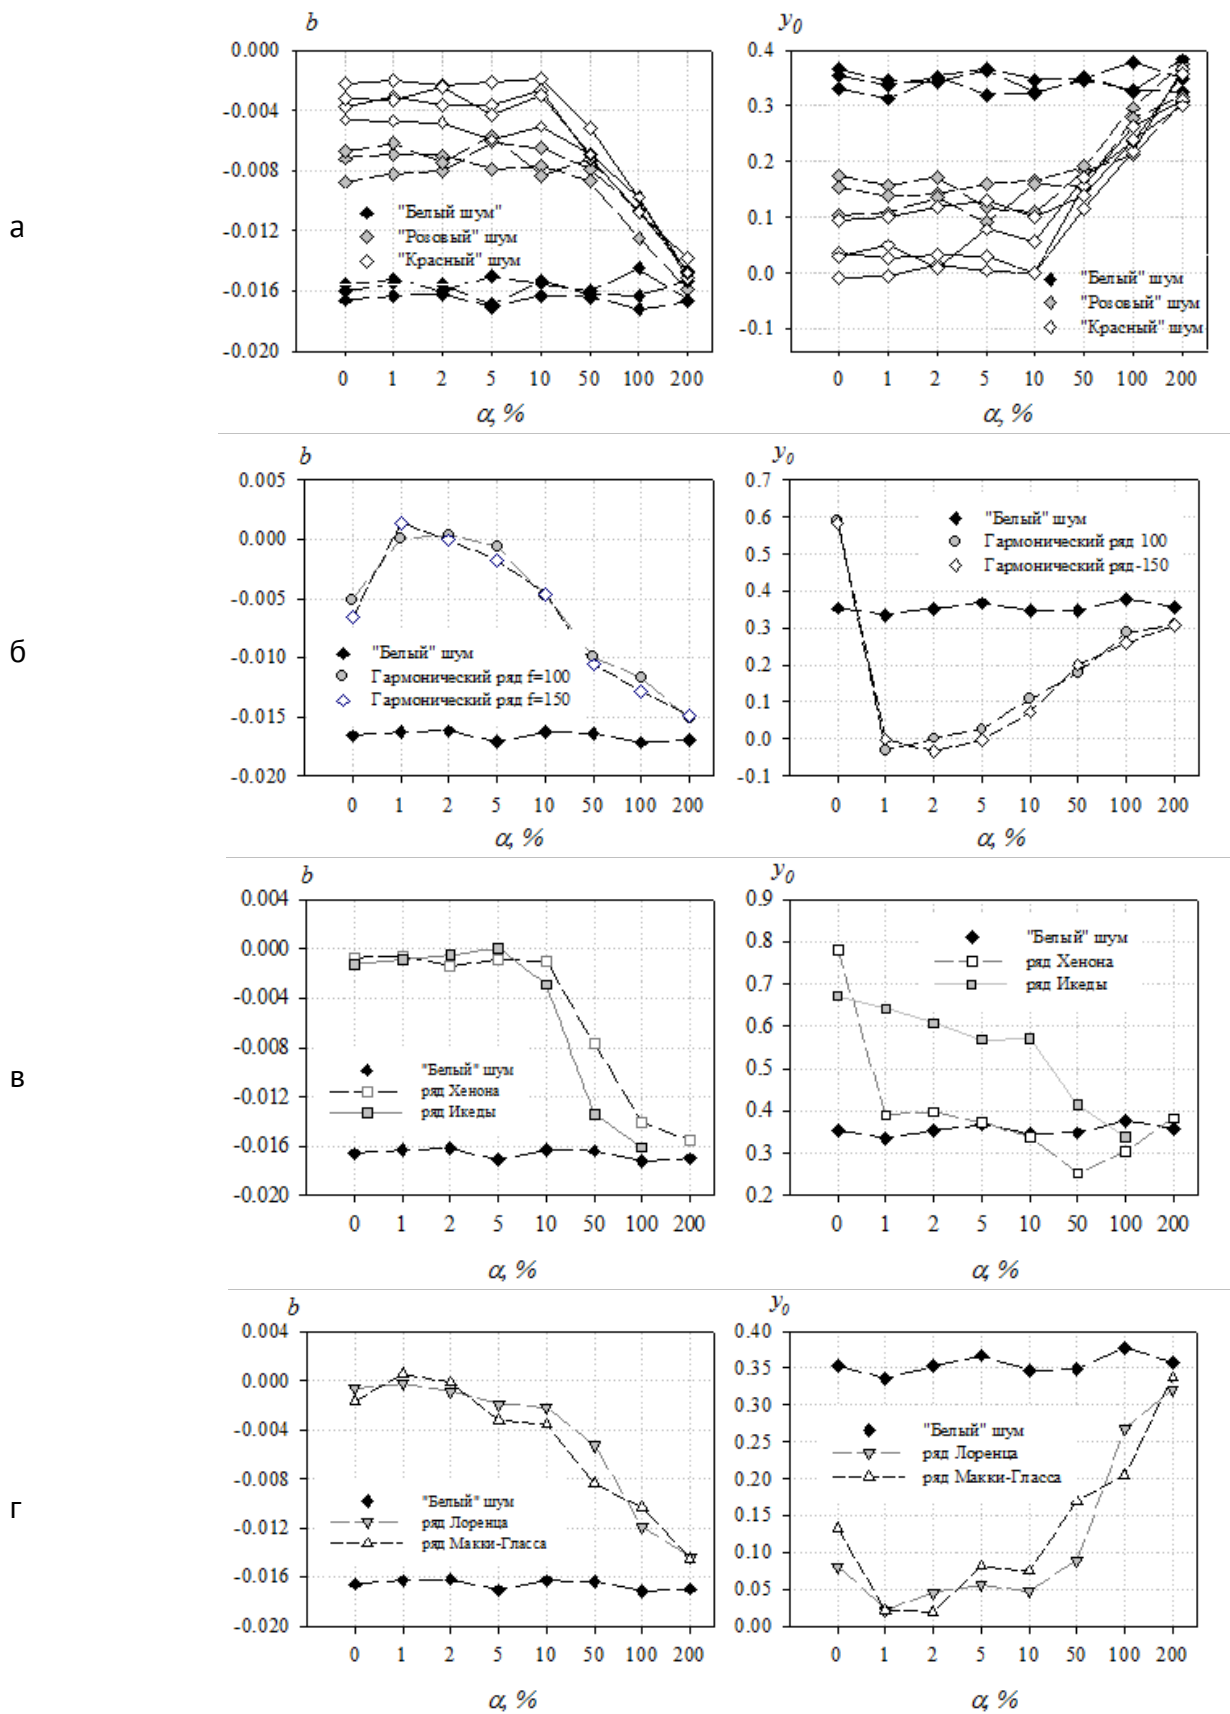 а
b
0.000
-0.004
-0.008
-0.012
-0.016
-0.020
"Белый шум"
"Розовый" шум
"Красный" шум
0 1 2 5 10 50 100 200
α, %
y0
0.4
0.3
0.2
0.1
0.0
-0.1
"Белый" шум
"Розовый" шум
"Красный" шум
0 1 2 5 10 50 100 200
α, %
б
b
0.005
0.000
-0.005
-0.010
-0.015
-0.020
"Белый" шум
Гармонический ряд f=100
Гармонический ряд f=150
0 1 2 5 10 50 100 200
α, %
y0
0.7
0.6
0.5
0.4
0.3
0.2
0.1
0.0
-0.1
"Белый" шум
Гармонический ряд 100
Гармонический ряд-150
0 1 2 5 10 50 100 200
α, %
в
b
0.004
0.000
-0.004
-0.008
-0.012
-0.016
-0.020
"Белый" шум
ряд Хенона
ряд Икеды
0 1 2 5 10 50 100 200
α, %
y0
0.9
0.8
0.7
0.6
0.5
0.4
0.3
0.2
"Белый" шум
ряд Хенона
ряд Икеды
0 1 2 5 10 50 100 200
α, %
г
b
0.004
0.000
-0.004
-0.008
-0.012
-0.016
-0.020
"Белый" шум
ряд Лоренца
ряд Макки-Гласса
0 1 2 5 10 50 100 200
α, %
y0
0.40
0.35
0.30
0.25
0.20
0.15
0.10
0.05
0.00
"Белый" шум
ряд Лоренца
ряд Макки-Гласса
0 1 2 5 10 50 100 200
α, %